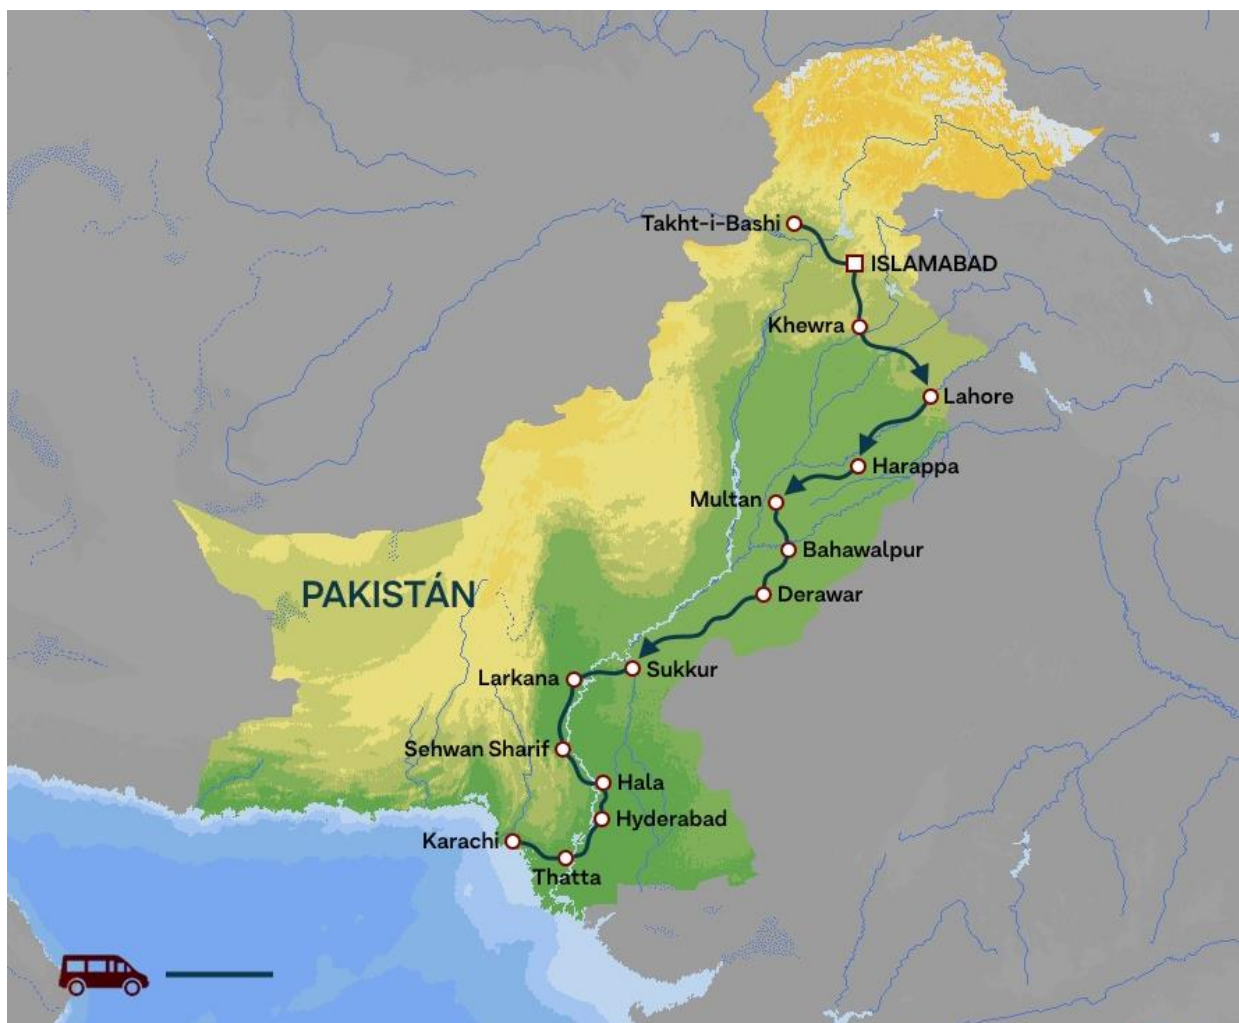 Takht-i-Bashi
ISLAMABAD
Khewra
Lahore
Harappa
Multan
Bahawalpur
PAKISTÁN
Derawar
Sukkur
Larkana
Sehwan Sharif
Hala
Hyderabad
Karachi
Thatta